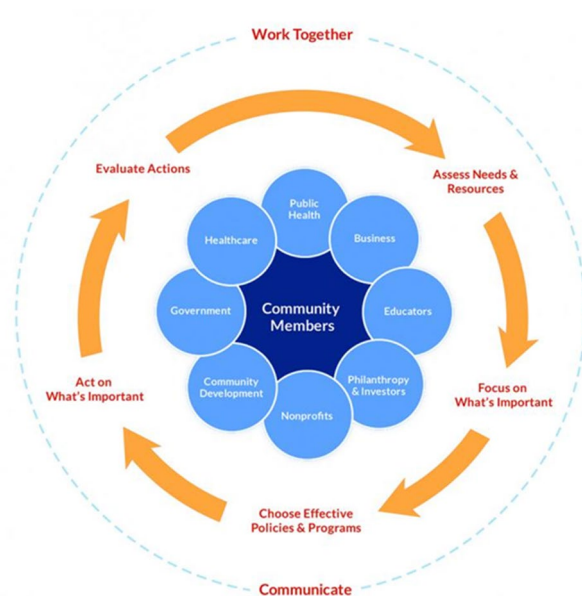 Work Together
Evaluate Actions
Assess Needs &
Resources
Public
Health
Healthcare
Business
Government
Community
Members
Educators
Community
Development
Philanthropy
& Investors
Nonprofits
Act on
What's Important
Focus on
What's Important
Choose Effective
Policies & Programs
Communicate